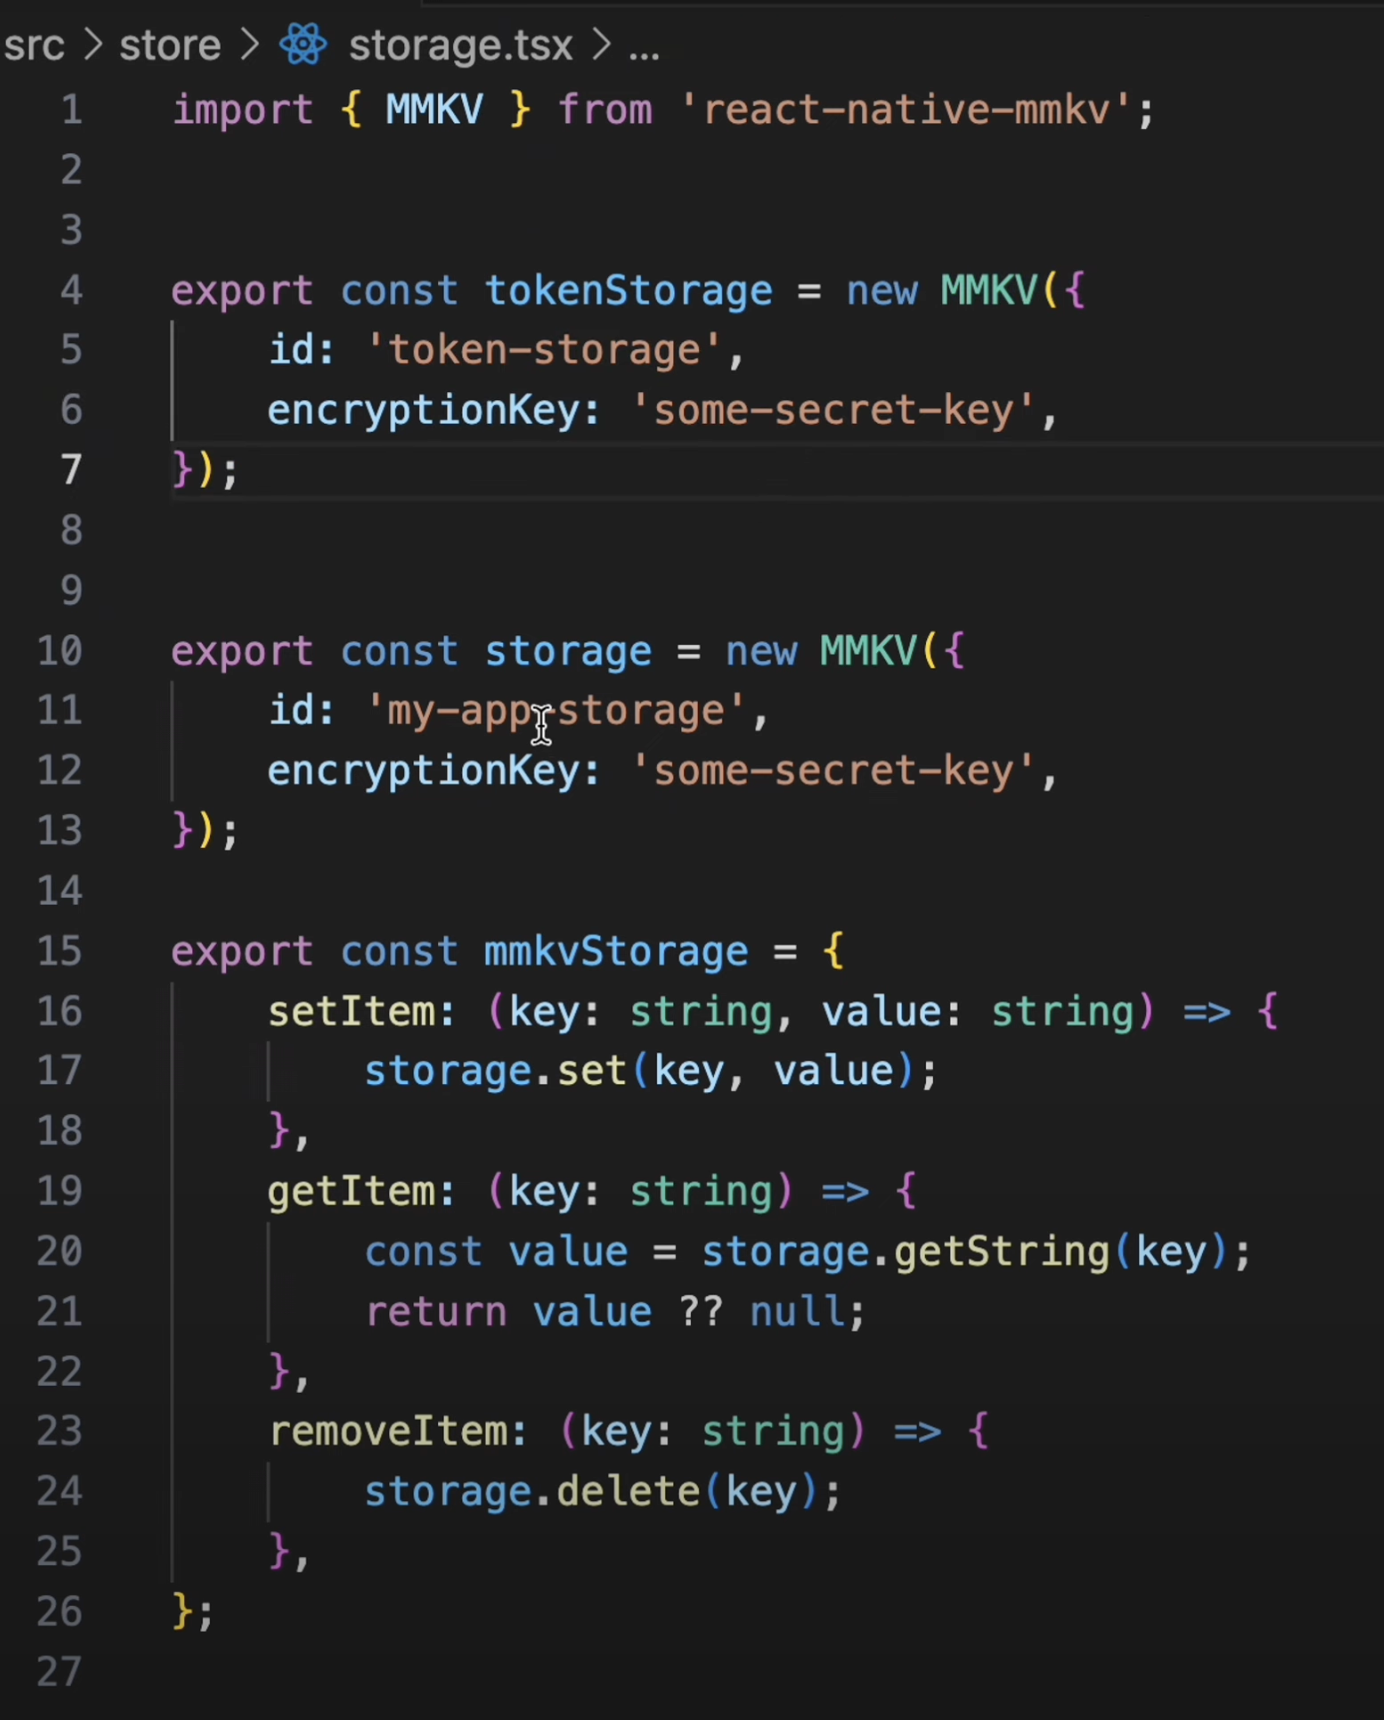 src > store > storage.tsx > ...
1 import { MMKV } from 'react-native-mmkv';
2
3
4 export const tokenStorage = new MMKV({
5     id: 'token-storage',
6     encryptionKey: 'some-secret-key',
7 });
8
9
10 export const storage = new MMKV({
11     id: 'my-app-storage',
12     encryptionKey: 'some-secret-key',
13 });
14
15 export const mmkvStorage = {
16     setItem: (key: string, value: string) => {
17         storage.set(key, value);
18     },
19     getItem: (key: string) => {
20         const value = storage.getString(key);
21         return value ?? null;
22     },
23     removeItem: (key: string) => {
24         storage.delete(key);
25     },
26 };
27